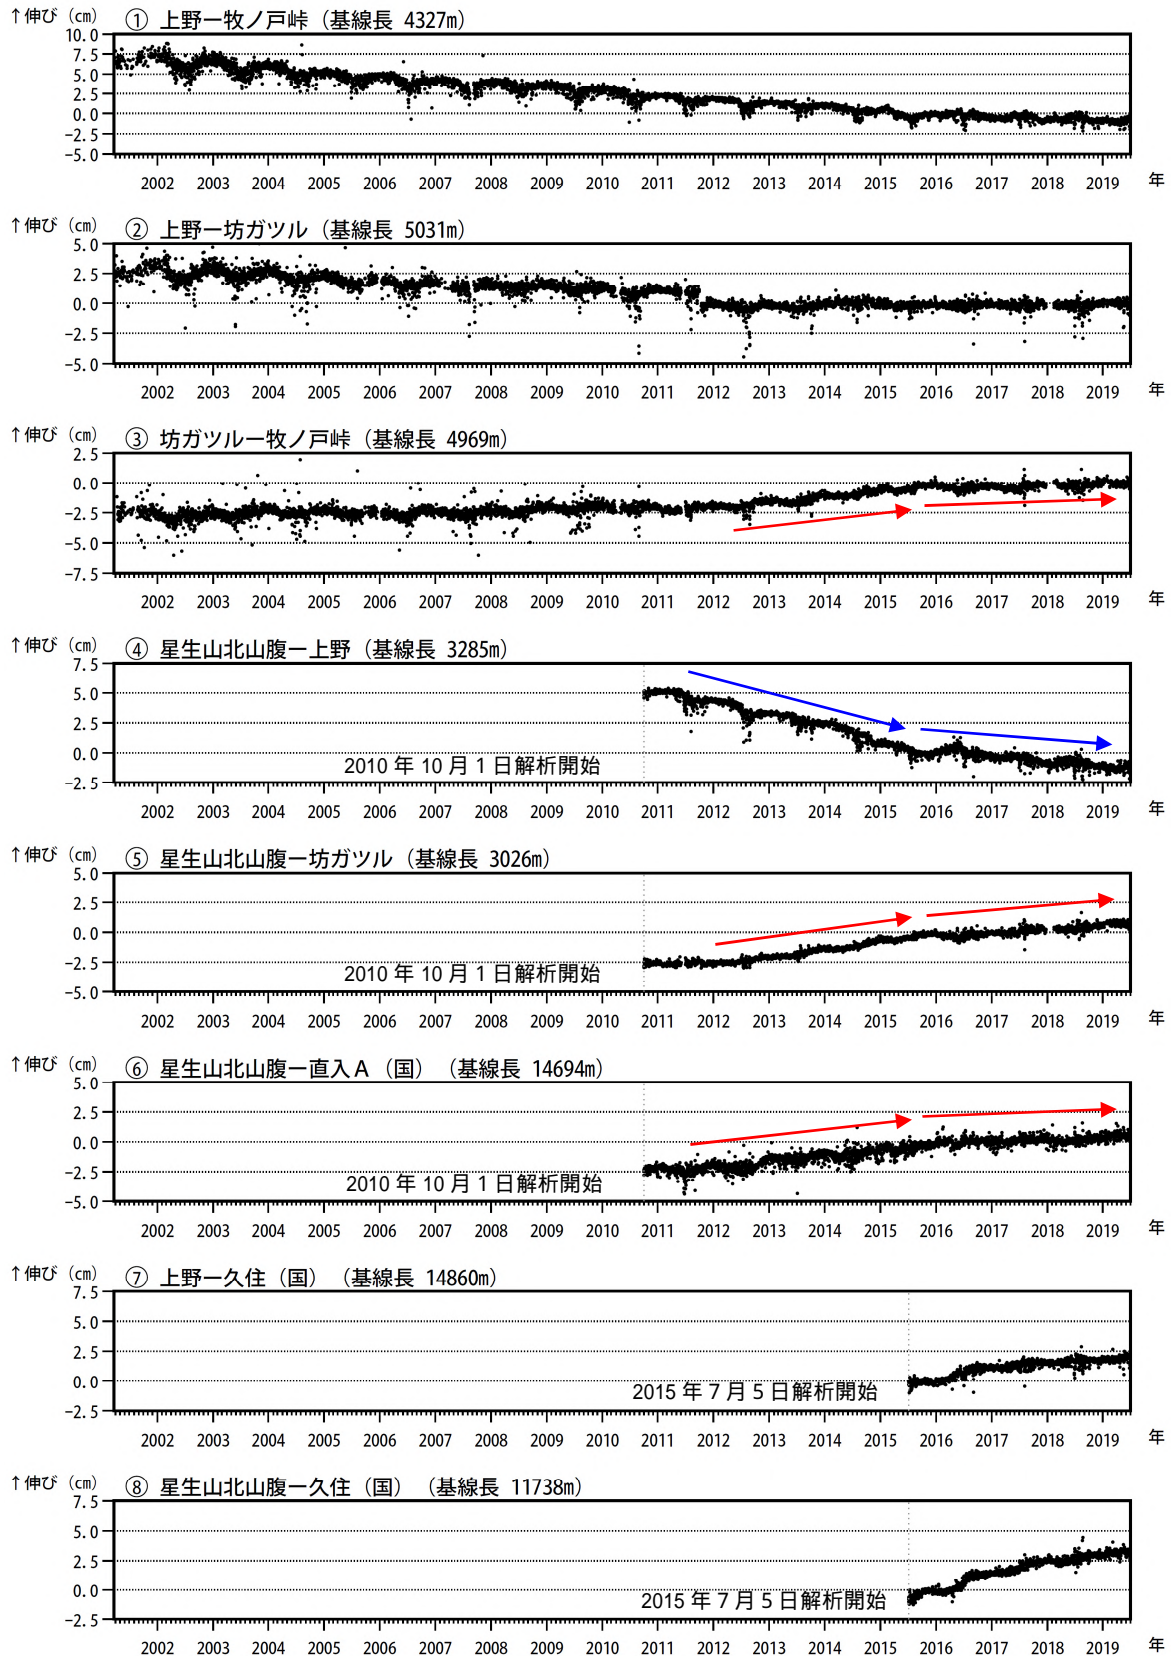 ↑伸び（cm） ① 上野ー牧ノ戸峠（基線長 4327m）
10.0
7.5
5.0
2.5
0.0
−2.5
−5.0
2002 2003 2004 2005 2006 2007 2008 2009 2010 2011 2012 2013 2014 2015 2016 2017 2018 2019 年
↑伸び（cm） ② 上野ー坊ガツル（基線長 5031m）
5.0
2.5
0.0
−2.5
−5.0
2002 2003 2004 2005 2006 2007 2008 2009 2010 2011 2012 2013 2014 2015 2016 2017 2018 2019 年
↑伸び（cm） ③ 坊ガツルー牧ノ戸峠（基線長 4969m）
2.5
0.0
−2.5
−5.0
−7.5
2002 2003 2004 2005 2006 2007 2008 2009 2010 2011 2012 2013 2014 2015 2016 2017 2018 2019 年
↑伸び（cm） ④ 星生山北山腹ー上野（基線長 3285m）
7.5
5.0
2.5
0.0
2010 年 10 月 1 日解析開始
−2.5
2002 2003 2004 2005 2006 2007 2008 2009 2010 2011 2012 2013 2014 2015 2016 2017 2018 2019 年
↑伸び（cm） ⑤ 星生山北山腹ー坊ガツル（基線長 3026m）
5.0
2.5
0.0
−2.5
2010 年 10 月 1 日解析開始
−5.0
2002 2003 2004 2005 2006 2007 2008 2009 2010 2011 2012 2013 2014 2015 2016 2017 2018 2019 年
↑伸び（cm） ⑥ 星生山北山腹ー直入Ａ（国）（基線長 14694m）
5.0
2.5
0.0
−2.5
2010 年 10 月 1 日解析開始
−5.0
2002 2003 2004 2005 2006 2007 2008 2009 2010 2011 2012 2013 2014 2015 2016 2017 2018 2019 年
↑伸び（cm） ⑦ 上野ー久住（国）（基線長 14860m）
7.5
5.0
2.5
0.0
2015 年 7 月 5 日解析開始
−2.5
2002 2003 2004 2005 2006 2007 2008 2009 2010 2011 2012 2013 2014 2015 2016 2017 2018 2019 年
↑伸び（cm） ⑧ 星生山北山腹ー久住（国）（基線長 11738m）
7.5
5.0
2.5
0.0
2015 年 7 月 5 日解析開始
−2.5
2002 2003 2004 2005 2006 2007 2008 2009 2010 2011 2012 2013 2014 2015 2016 2017 2018 2019 年